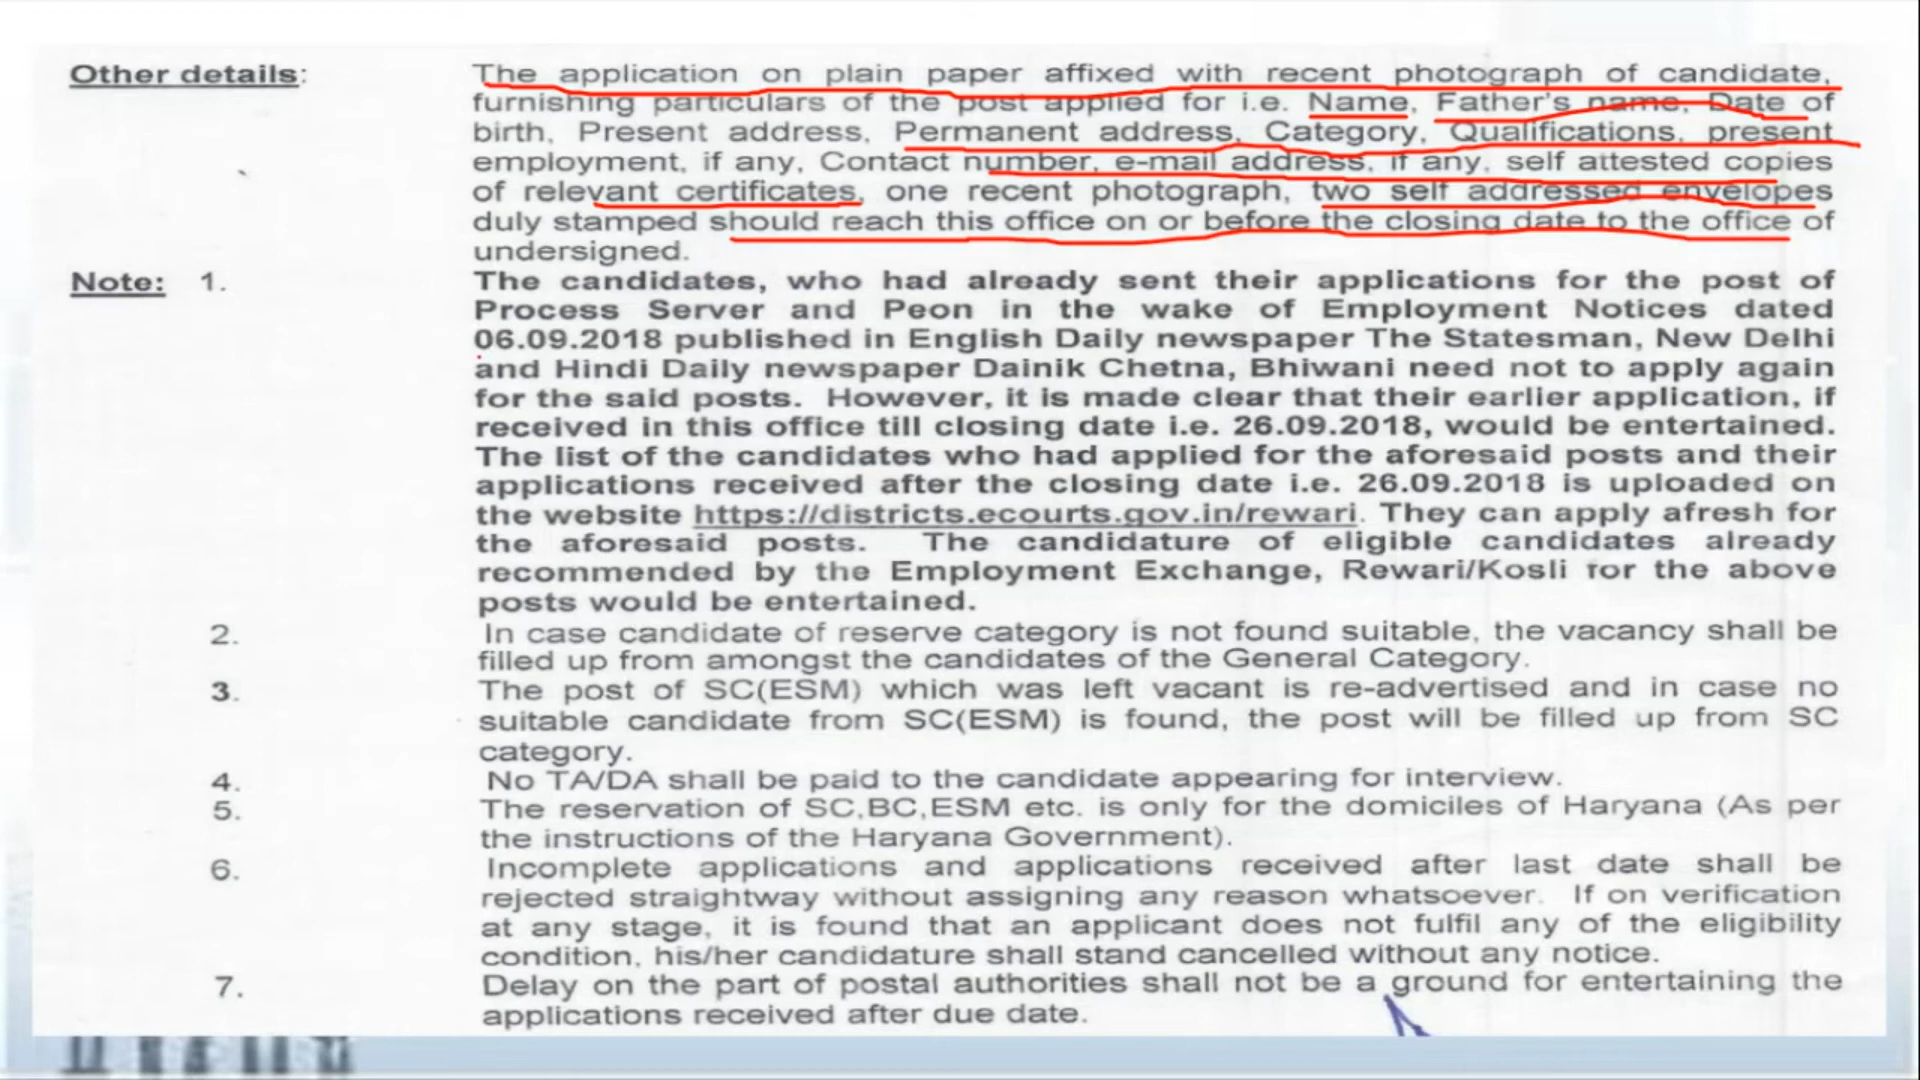 Other details: The application on plain paper affixed with recent photograph of candidate,
furnishing particulars of the post applied for i.e. Name, Father's name, Date of
birth, Present address, Permanent address, Category, Qualifications, present
employment, if any, Contact number, e-mail address, if any, self attested copies
of relevant certificates, one recent photograph, two self addressed envelopes
duly stamped should reach this office on or before the closing date to the office of
undersigned.
Note: 1. The candidates, who had already sent their applications for the post of
Process Server and Peon in the wake of Employment Notices dated
06.09.2018 published in English Daily newspaper The Statesman, New Delhi
and Hindi Daily newspaper Dainik Chetna, Bhiwani need not to apply again
for the said posts. However, it is made clear that their earlier application, if
received in this office till closing date i.e. 26.09.2018, would be entertained.
The list of the candidates who had applied for the aforesaid posts and their
applications received after the closing date i.e. 26.09.2018 is uploaded on
the website https://districts.ecourts.gov.in/rewari. They can apply afresh for
the aforesaid posts. The candidature of eligible candidates already
recommended by the Employment Exchange, Rewari/Kosli for the above
posts would be entertained.
2. In case candidate of reserve category is not found suitable, the vacancy shall be
filled up from amongst the candidates of the General Category.
3. The post of SC(ESM) which was left vacant is re-advertised and in case no
suitable candidate from SC(ESM) is found, the post will be filled up from SC
category.
4. No TA/DA shall be paid to the candidate appearing for interview.
5. The reservation of SC,BC,ESM etc. is only for the domiciles of Haryana (As per
the instructions of the Haryana Government).
6. Incomplete applications and applications received after last date shall be
rejected straightway without assigning any reason whatsoever. If on verification
at any stage, it is found that an applicant does not fulfil any of the eligibility
condition, his/her candidature shall stand cancelled without any notice.
7. Delay on the part of postal authorities shall not be a ground for entertaining the
applications received after due date.